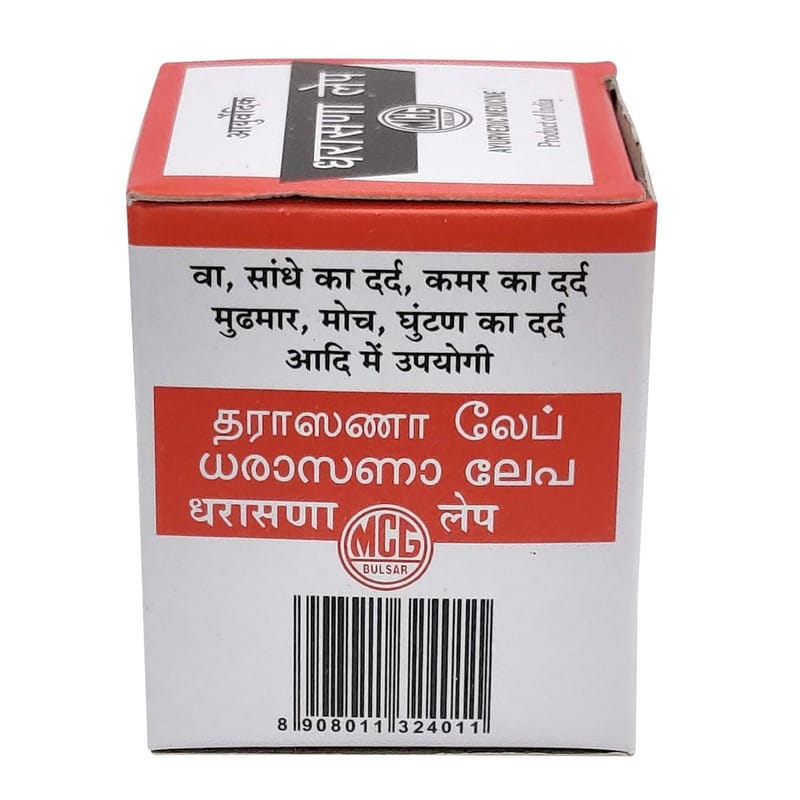 आयुर्वेदिक
धरासणा लेप
MCG
BULSAR
AYURVEDIC MEDICINE
Product of India
वा, सांधे का दर्द, कमर का दर्द
मुढमार, मोच, घुंटण का दर्द
आदि में उपयोगी
தராஸணா லேப்
ധരാസണാ ലേപ
धरासणा लेप
MCG
BULSAR
8 908011 324011